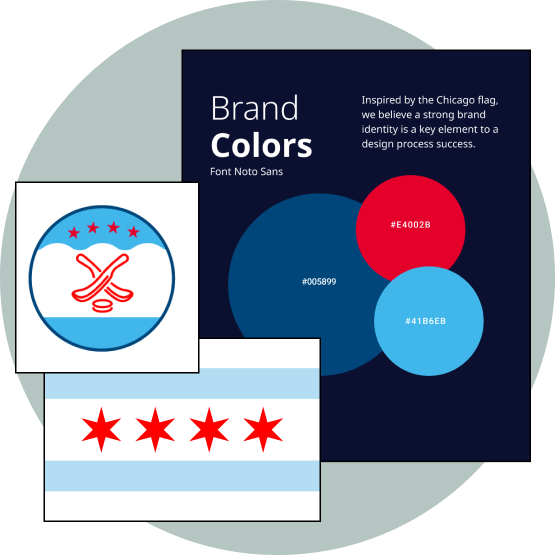 Brand
Colors
Font Noto Sans
Inspired by the Chicago flag,
we believe a strong brand
identity is a key element to a
design process success.
#E4002B
#005899
#41B6EB